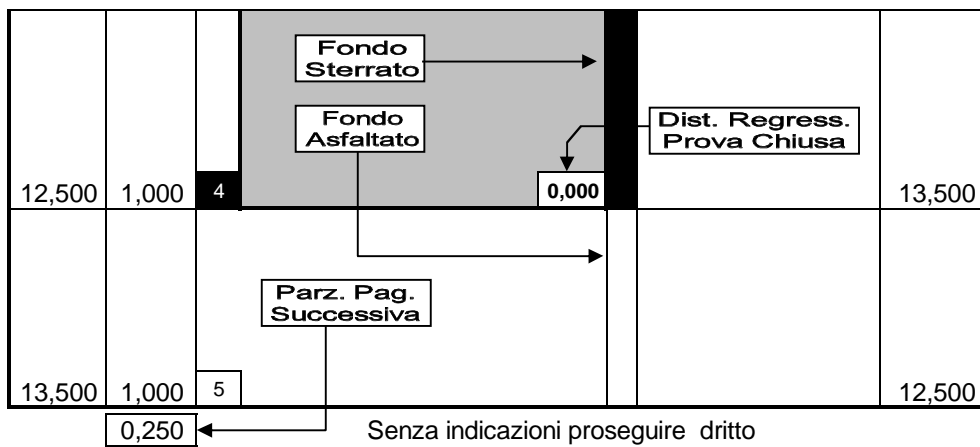 Fondo
Sterrato
Fondo
Asfaltato
Dist. Regress.
Prova Chiusa
12,500 1,000 4 0,000 13,500
Parz. Pag.
Successiva
13,500 1,000 5 12,500
0,250 Senza indicazioni proseguire dritto